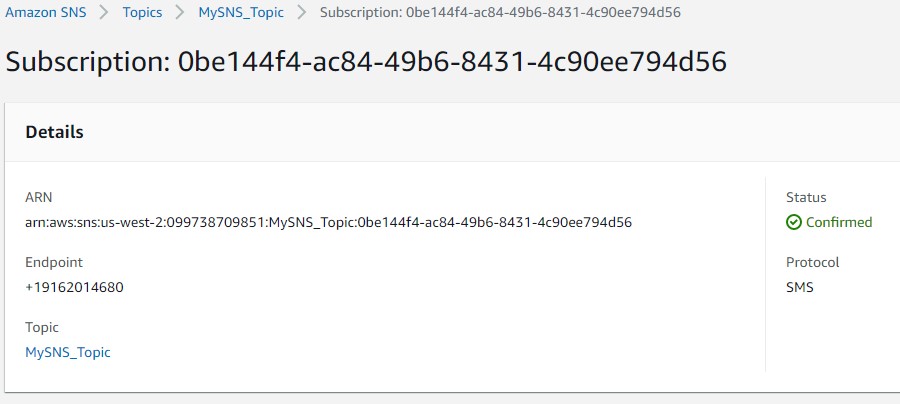 Amazon SNS > Topics > MySNS_Topic > Subscription: 0be144f4-ac84-49b6-8431-4c90ee794d56
Subscription: 0be144f4-ac84-49b6-8431-4c90ee794d56
Details
ARN
arn:aws:sns:us-west-2:099738709851:MySNS_Topic:0be144f4-ac84-49b6-8431-4c90ee794d56
Endpoint
+19162014680
Topic
MySNS_Topic
Status
Confirmed
Protocol
SMS